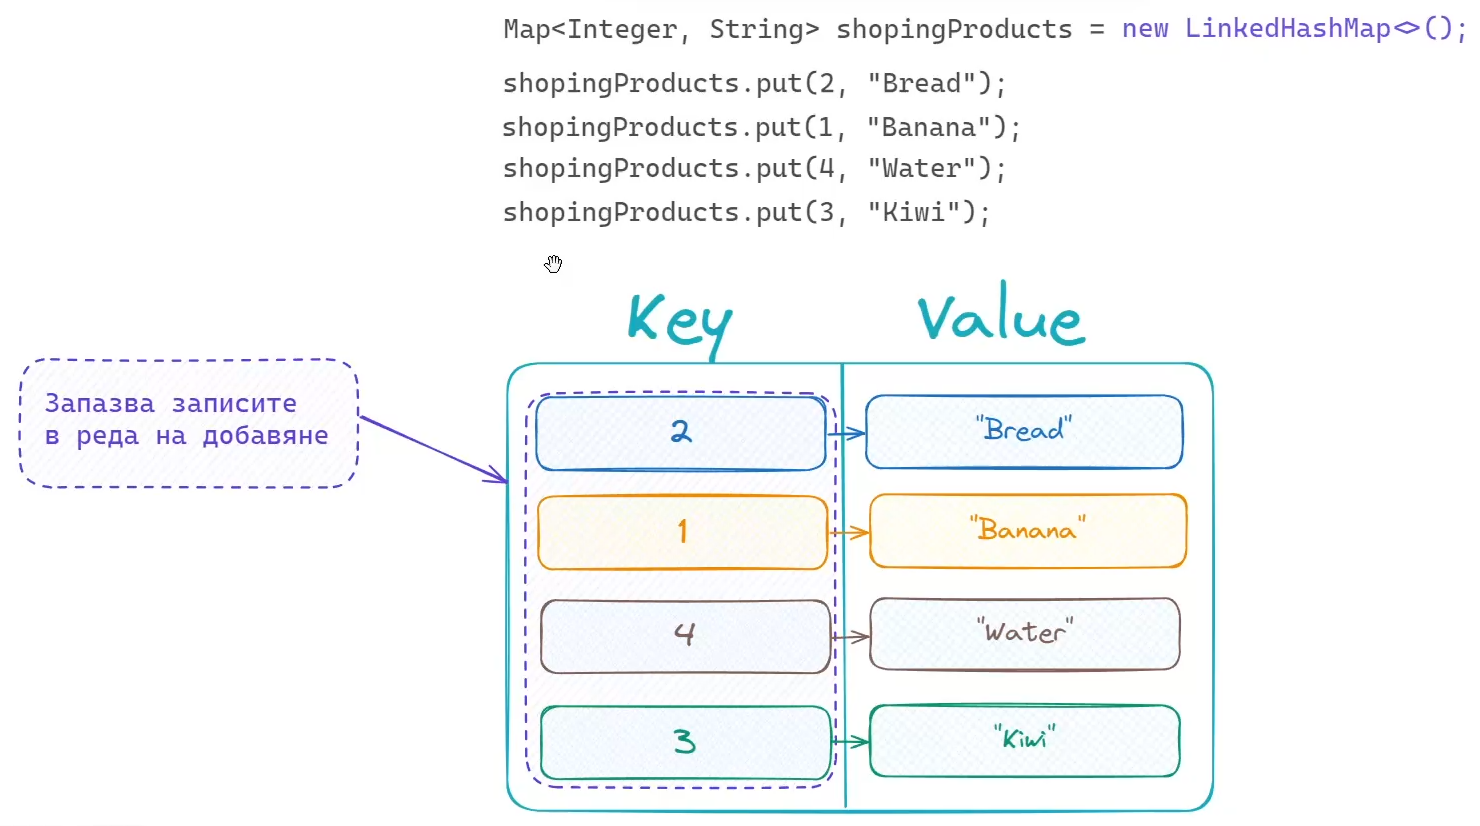 Map<Integer, String> shopingProducts = new LinkedHashMap<>();
shopingProducts.put(2, "Bread");
shopingProducts.put(1, "Banana");
shopingProducts.put(4, "Water");
shopingProducts.put(3, "Kiwi");
Key Value
Запазва записите
в реда на добавяне
2 "Bread"
1 "Banana"
4 "Water"
3 "Kiwi"